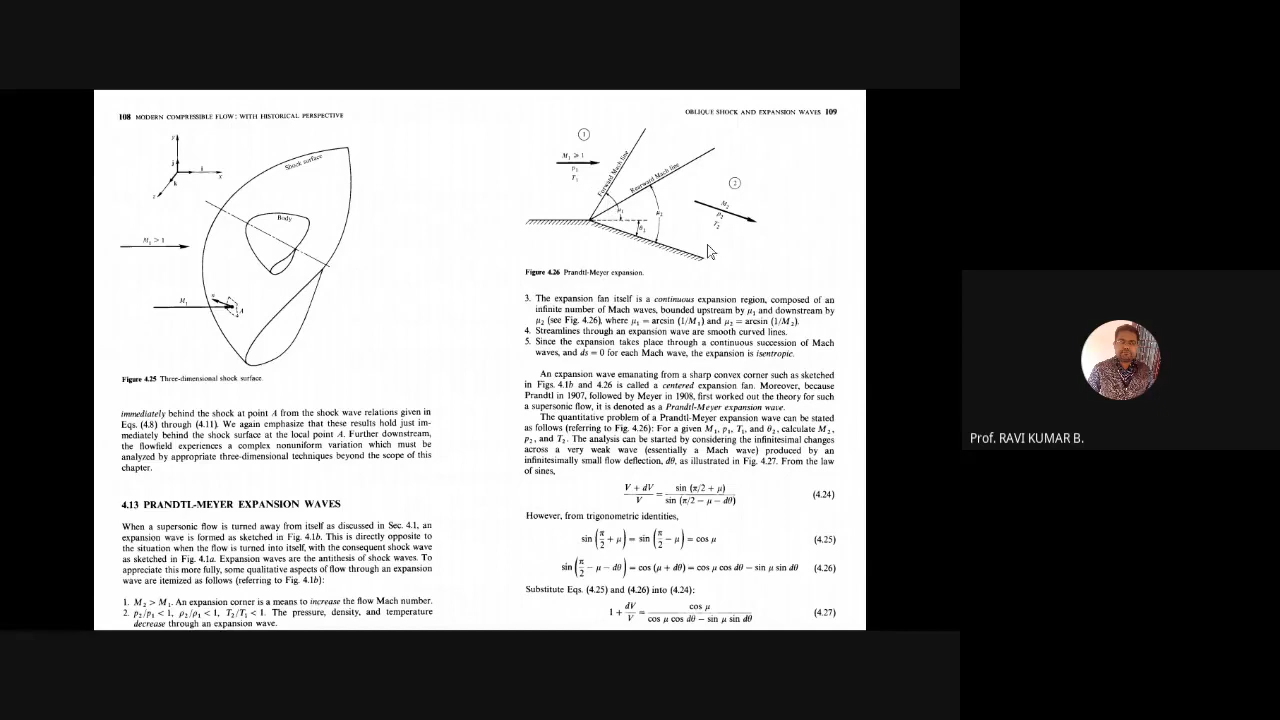 108 MODERN COMPRESSIBLE FLOW: WITH HISTORICAL PERSPECTIVE
y
j
i
x
k
z
Shock surface
Body
M₁ > 1
M₁
n
A
Figure 4.25 Three-dimensional shock surface.
immediately behind the shock at point A from the shock wave relations given in
Eqs. (4.8) through (4.11). We again emphasize that these results hold just im-
mediately behind the shock surface at the local point A. Further downstream,
the flowfield experiences a complex nonuniform variation which must be
analyzed by appropriate three-dimensional techniques beyond the scope of this
chapter.
4.13 PRANDTL-MEYER EXPANSION WAVES
When a supersonic flow is turned away from itself as discussed in Sec. 4.1, an
expansion wave is formed as sketched in Fig. 4.1b. This is directly opposite to
the situation when the flow is turned into itself, with the consequent shock wave
as sketched in Fig. 4.1a. Expansion waves are the antithesis of shock waves. To
appreciate this more fully, some qualitative aspects of flow through an expansion
wave are itemized as follows (referring to Fig. 4.1b):
1. M₂ > M₁. An expansion corner is a means to increase the flow Mach number.
2. p₂/p₁ < 1, ρ₂/ρ₁ < 1, T₂/T₁ < 1. The pressure, density, and temperature
decrease through an expansion wave.
OBLIQUE SHOCK AND EXPANSION WAVES 109
1
M₁ ⩾ 1
p₁
T₁
Forward Mach line
Rearward Mach line
2
M₂
p₂
T₂
μ₁
μ₂
θ₂
Figure 4.26 Prandtl-Meyer expansion.
3. The expansion fan itself is a continuous expansion region, composed of an
infinite number of Mach waves, bounded upstream by μ₁ and downstream by
μ₂ (see Fig. 4.26), where μ₁ = arcsin (1/M₁) and μ₂ = arcsin (1/M₂).
4. Streamlines through an expansion wave are smooth curved lines.
5. Since the expansion takes place through a continuous succession of Mach
waves, and ds = 0 for each Mach wave, the expansion is isentropic.
An expansion wave emanating from a sharp convex corner such as sketched
in Figs. 4.1b and 4.26 is called a centered expansion fan. Moreover, because
Prandtl in 1907, followed by Meyer in 1908, first worked out the theory for such
a supersonic flow, it is denoted as a Prandtl-Meyer expansion wave.
The quantitative problem of a Prandtl-Meyer expansion wave can be stated
as follows (referring to Fig. 4.26): For a given M₁, p₁, T₁, and θ₂, calculate M₂,
p₂, and T₂. The analysis can be started by considering the infinitesimal changes
across a very weak wave (essentially a Mach wave) produced by an
infinitesimally small flow deflection, dθ, as illustrated in Fig. 4.27. From the law
of sines,
(V + dV)/V = sin (π/2 + μ)/sin (π/2 − μ − dθ) (4.24)
However, from trigonometric identities,
sin (π/2 + μ) = sin (π/2 − μ) = cos μ (4.25)
sin (π/2 − μ − dθ) = cos (μ + dθ) = cos μ cos dθ − sin μ sin dθ (4.26)
Substitute Eqs. (4.25) and (4.26) into (4.24):
1 + dV/V = cos μ/(cos μ cos dθ − sin μ sin dθ) (4.27)
Prof. RAVI KUMAR B.